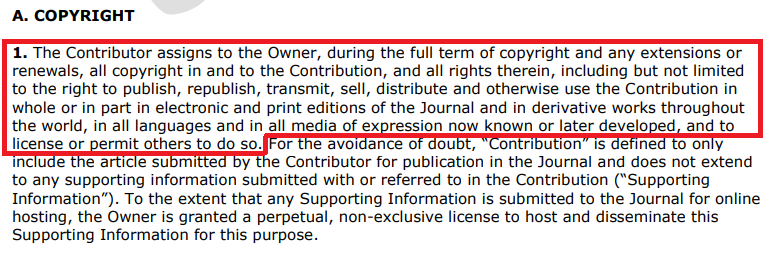 A. COPYRIGHT
1. The Contributor assigns to the Owner, during the full term of copyright and any extensions or
renewals, all copyright in and to the Contribution, and all rights therein, including but not limited
to the right to publish, republish, transmit, sell, distribute and otherwise use the Contribution in
whole or in part in electronic and print editions of the Journal and in derivative works throughout
the world, in all languages and in all media of expression now known or later developed, and to
license or permit others to do so. For the avoidance of doubt, "Contribution" is defined to only
include the article submitted by the Contributor for publication in the Journal and does not extend
to any supporting information submitted with or referred to in the Contribution ("Supporting
Information"). To the extent that any Supporting Information is submitted to the Journal for online
hosting, the Owner is granted a perpetual, non-exclusive license to host and disseminate this
Supporting Information for this purpose.